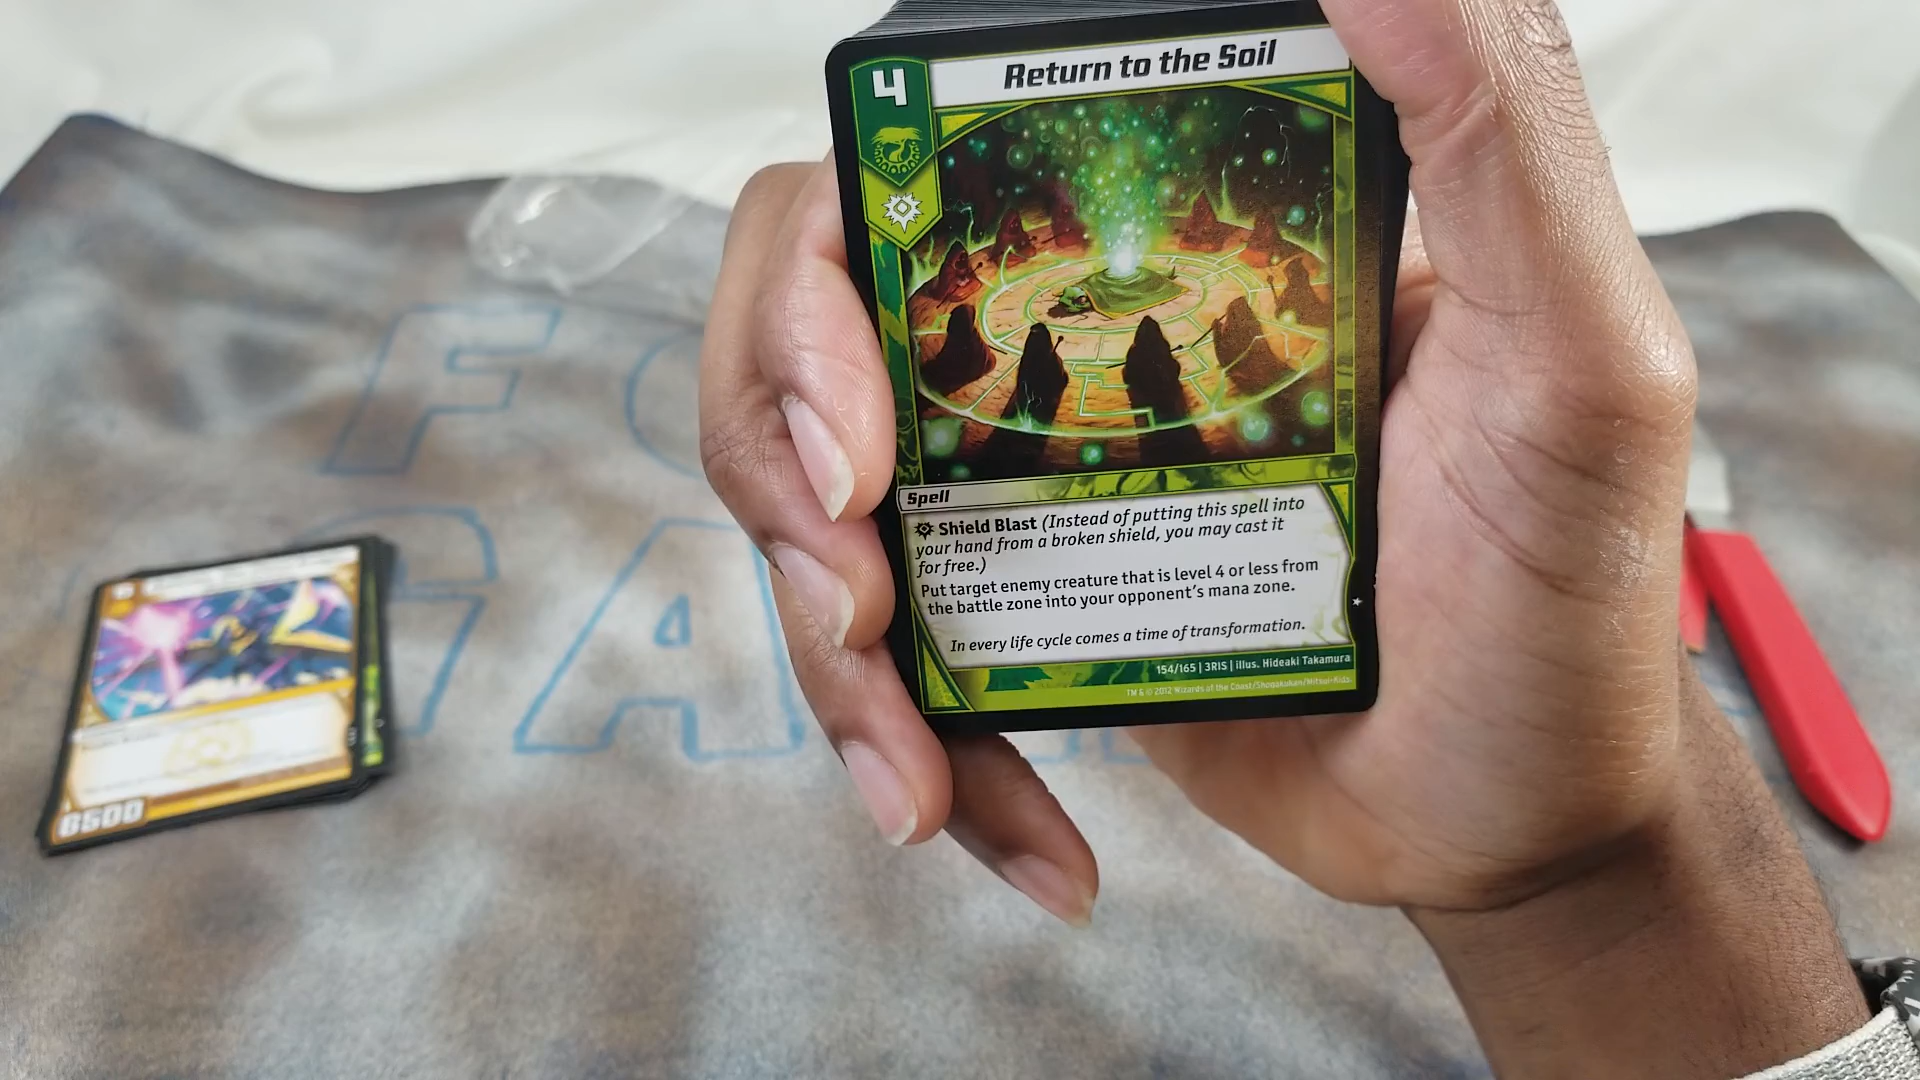 4
Return to the Soil
Spell
Shield Blast (Instead of putting this spell into
your hand from a broken shield, you may cast it
for free.)
Put target enemy creature that is level 4 or less from
the battle zone into your opponent's mana zone.
In every life cycle comes a time of transformation.
154/165 | 3RIS | illus. Hideaki Takamura
TM & © 2012 Wizards of the Coast/Shogakukan/Mitsui-Kids.
6500